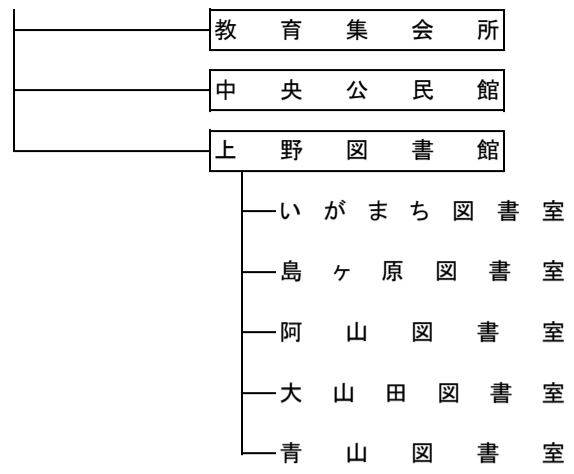 教育集会所
中央公民館
上野図書館
いがまち図書室
島ヶ原図書室
阿山図書室
大山田図書室
青山図書室